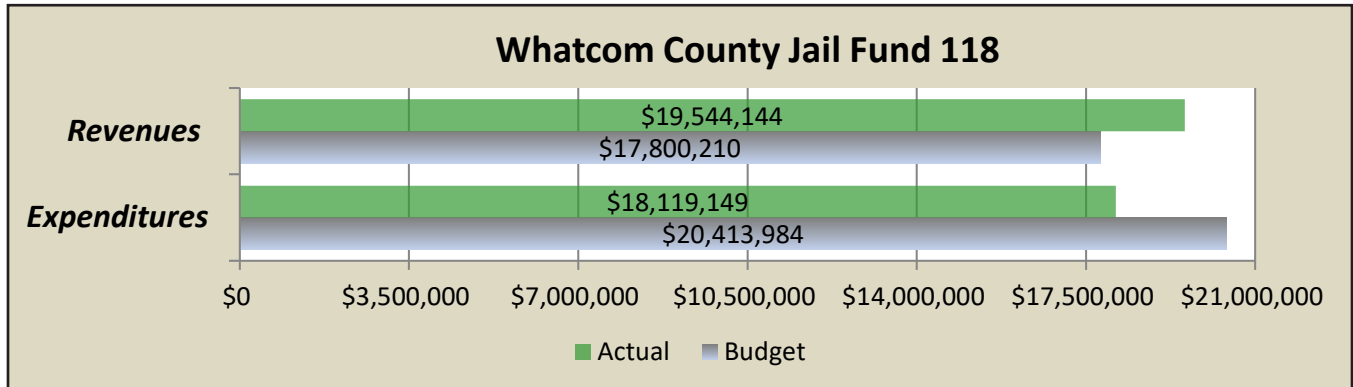 Whatcom County Jail Fund 118
Revenues
$19,544,144
$17,800,210
Expenditures
$18,119,149
$20,413,984
$0 $3,500,000 $7,000,000 $10,500,000 $14,000,000 $17,500,000 $21,000,000
Actual Budget